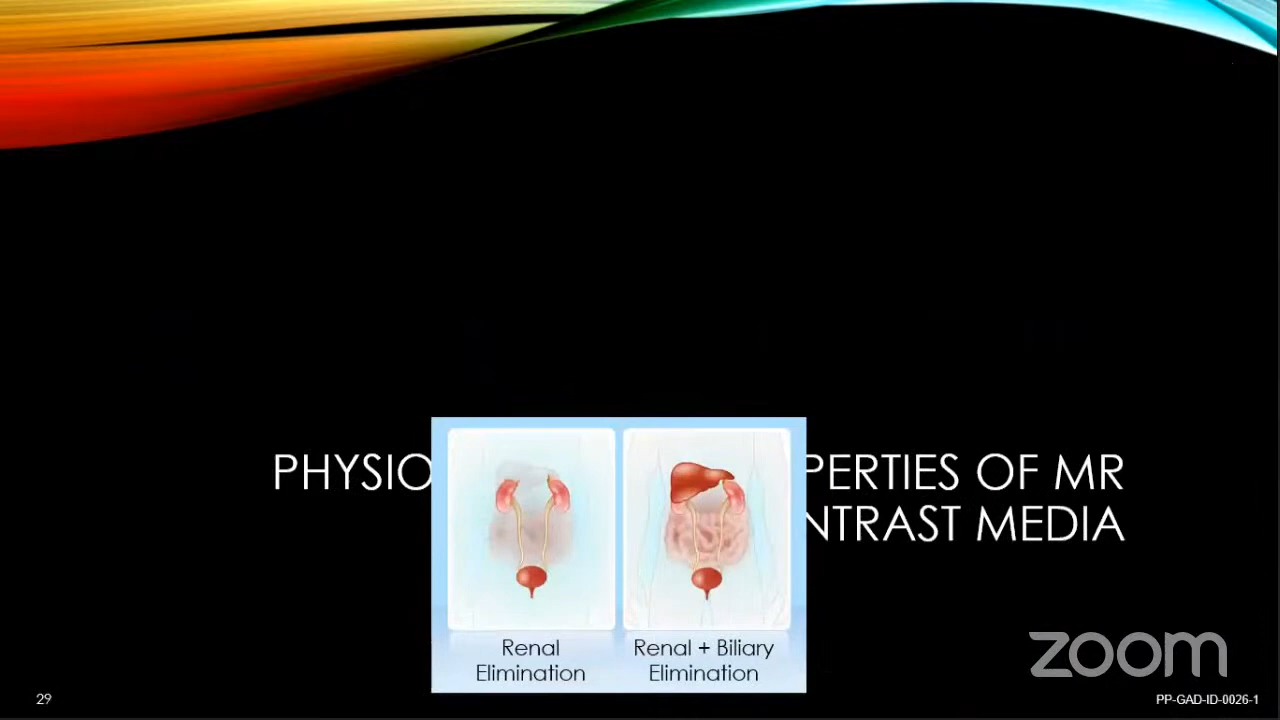 PHYSIO PERTIES OF MR
NTRAST MEDIA
Renal
Elimination
Renal + Biliary
Elimination
zoom
29
PP-GAD-ID-0026-1